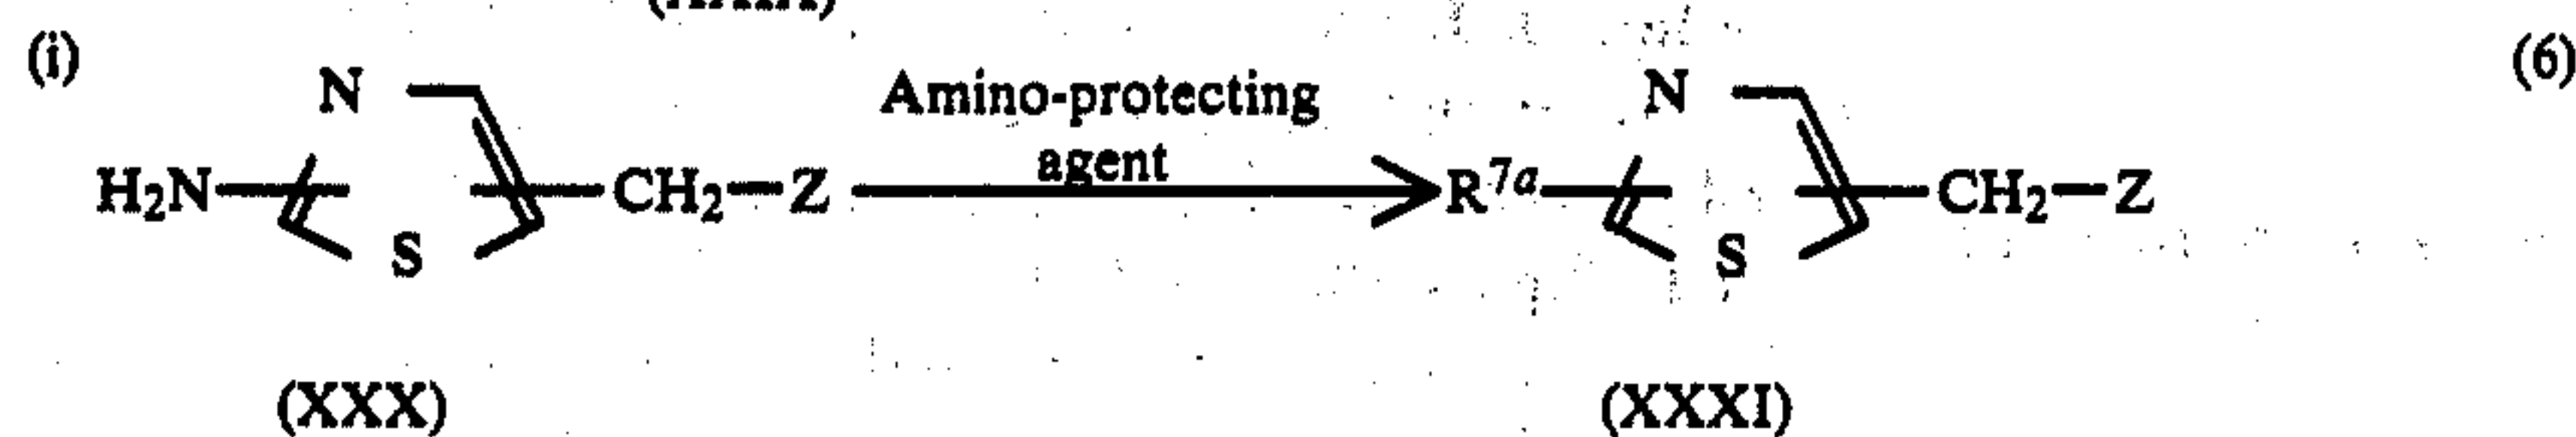 (i) (6)
N Amino-protecting N
agent
H₂N CH₂—Z R⁷ᵃ CH₂—Z
S S
(XXX) (XXXI)